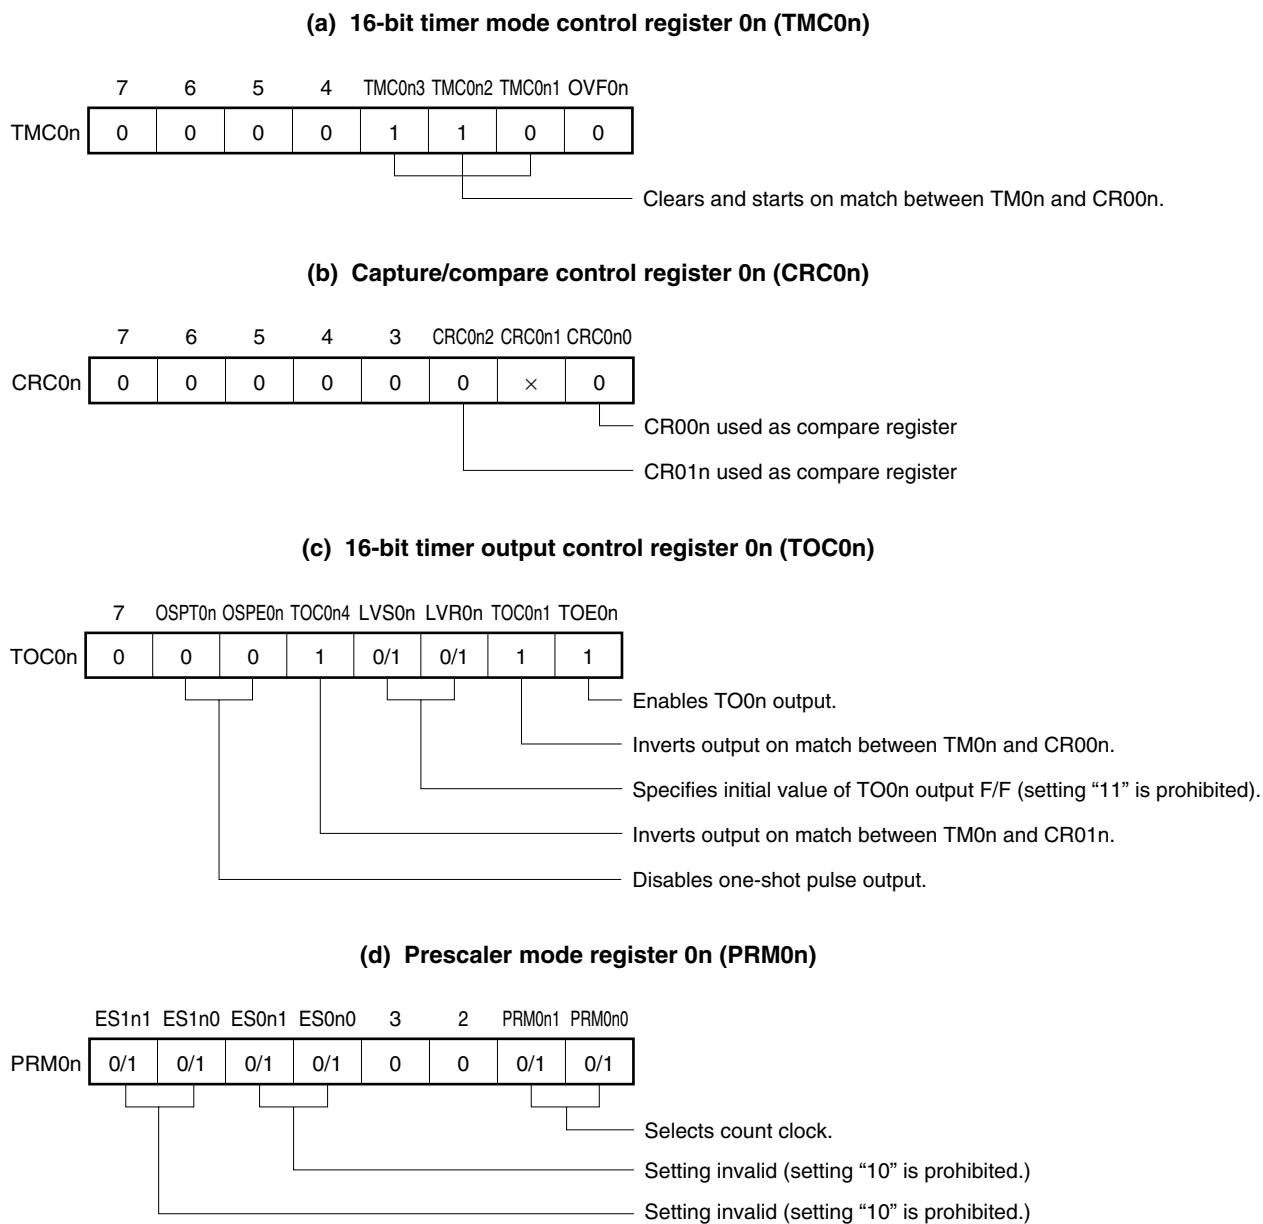 (a) 16-bit timer mode control register 0n (TMC0n)
7 6 5 4 TMC0n3 TMC0n2 TMC0n1 OVF0n
TMC0n 0 0 0 0 1 1 0 0
Clears and starts on match between TM0n and CR00n.
(b) Capture/compare control register 0n (CRC0n)
7 6 5 4 3 CRC0n2 CRC0n1 CRC0n0
CRC0n 0 0 0 0 0 0 × 0
CR00n used as compare register
CR01n used as compare register
(c) 16-bit timer output control register 0n (TOC0n)
7 OSPT0n OSPE0n TOC0n4 LVS0n LVR0n TOC0n1 TOE0n
TOC0n 0 0 0 1 0/1 0/1 1 1
Enables TO0n output.
Inverts output on match between TM0n and CR00n.
Specifies initial value of TO0n output F/F (setting “11” is prohibited).
Inverts output on match between TM0n and CR01n.
Disables one-shot pulse output.
(d) Prescaler mode register 0n (PRM0n)
ES1n1 ES1n0 ES0n1 ES0n0 3 2 PRM0n1 PRM0n0
PRM0n 0/1 0/1 0/1 0/1 0 0 0/1 0/1
Selects count clock.
Setting invalid (setting “10” is prohibited.)
Setting invalid (setting “10” is prohibited.)